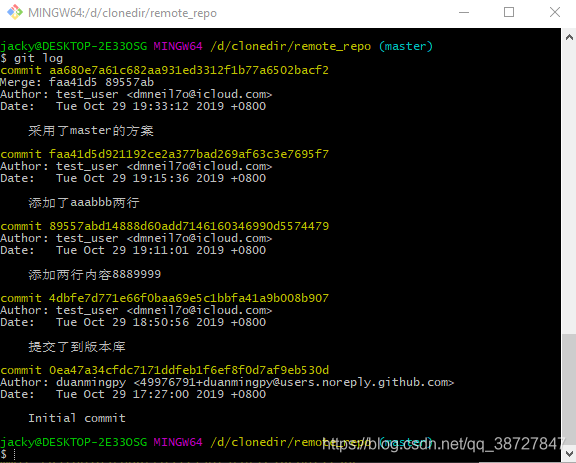 MINGW64:/d/clonedir/remote_repo
jacky@DESKTOP-2E33OSG MINGW64 /d/clonedir/remote_repo (master)
$ git log
commit aa680e7a61c682aa931ed3312f1b77a6502bacf2
Merge: faa41d5 89557ab
Author: test_user <dmneil7o@icloud.com>
Date:   Tue Oct 29 19:33:12 2019 +0800
采用了master的方案
commit faa41d5d921192ce2a377bad269af63c3e7695f7
Author: test_user <dmneil7o@icloud.com>
Date:   Tue Oct 29 19:15:36 2019 +0800
添加了aaabbb两行
commit 89557abd14888d60add7146160346990d5574479
Author: test_user <dmneil7o@icloud.com>
Date:   Tue Oct 29 19:11:01 2019 +0800
添加两行内容8889999
commit 4dbfe7d771e66f0baa69e5c1bbfa41a9b008b907
Author: test_user <dmneil7o@icloud.com>
Date:   Tue Oct 29 18:50:56 2019 +0800
提交了到版本库
commit 0ea47a34cfdc7171ddfeb1f6ef8f0d7af9eb530d
Author: duanmingpy <49976791+duanmingpy@users.noreply.github.com>
Date:   Tue Oct 29 17:27:00 2019 +0800
Initial commit
jacky@DESKTOP-2E33OSG MINGW64 /d/clonedir/remote_repo (master)
https://blog.csdn.net/qq_38727847
$